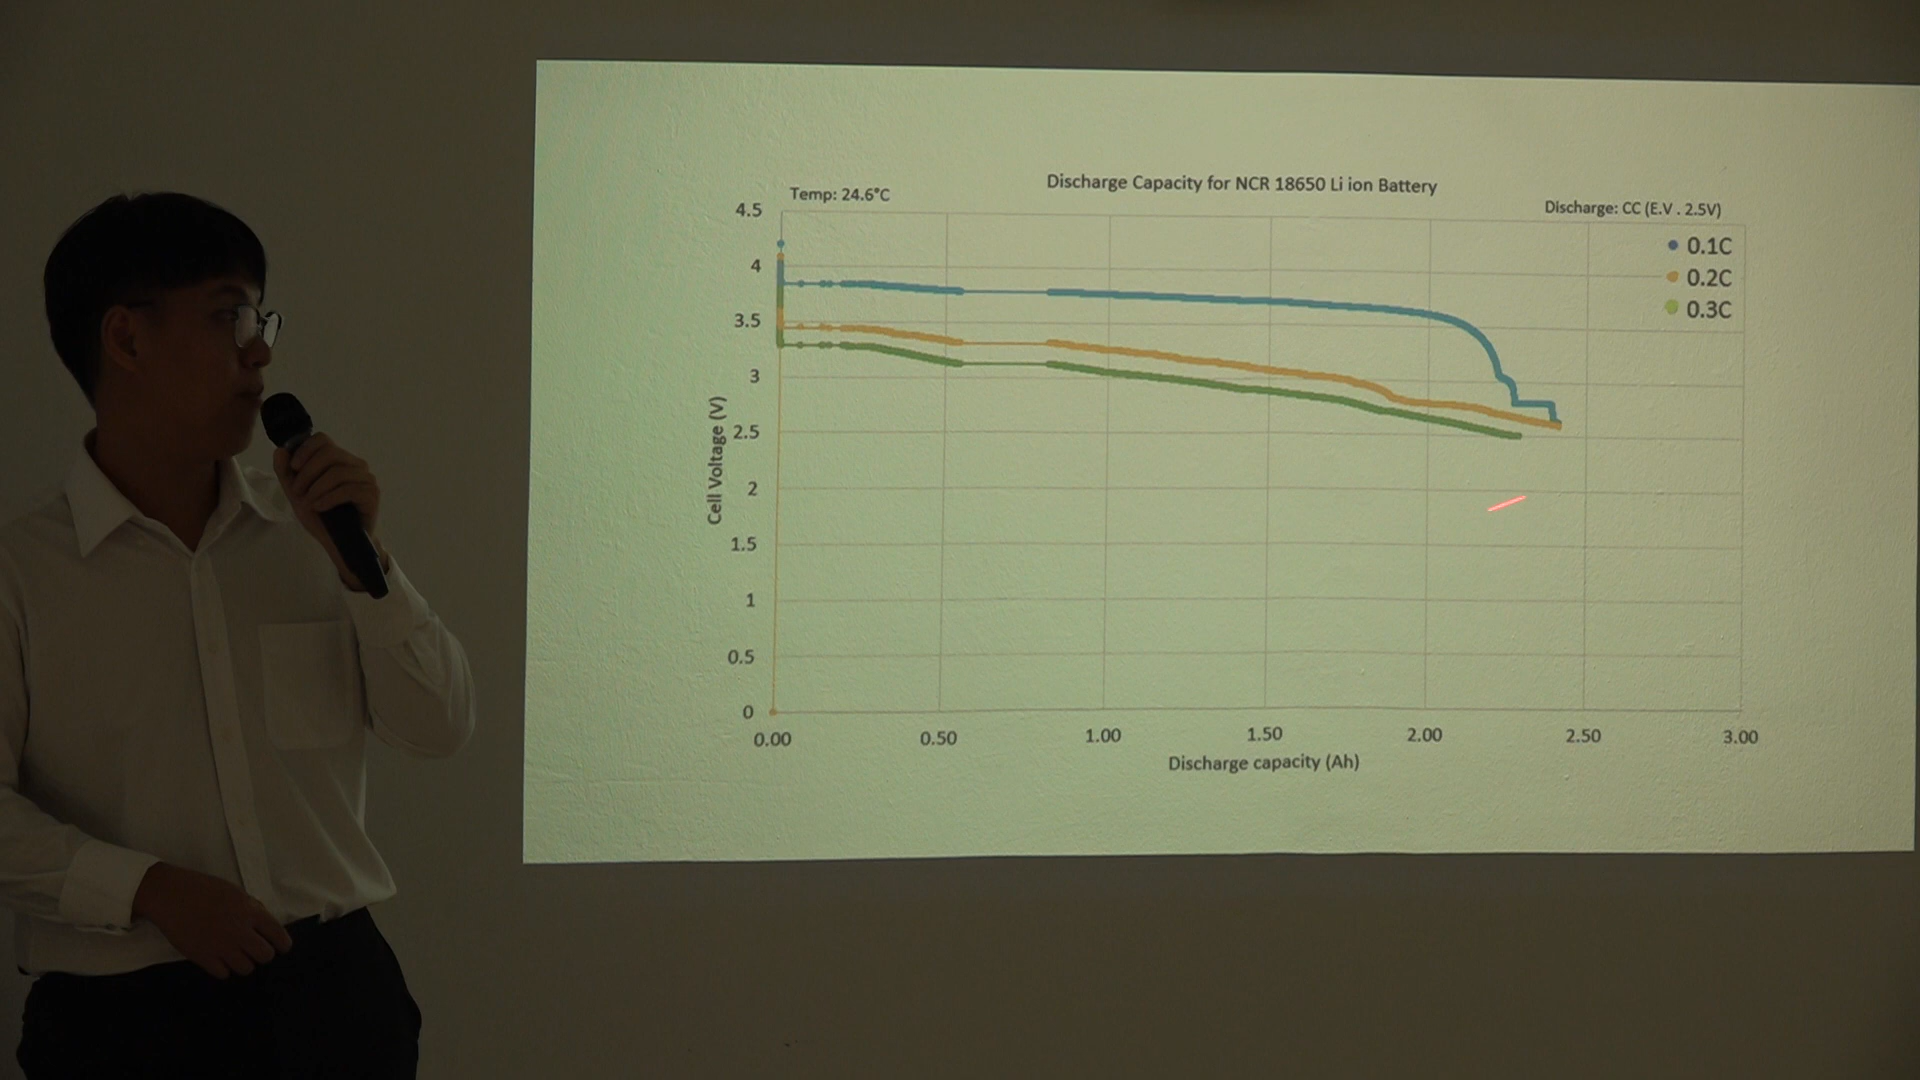 Discharge Capacity for NCR 18650 Li ion Battery
Temp: 24.6°C
Discharge: CC (E.V . 2.5V)
0.1C
0.2C
0.3C
4.5
4
3.5
3
2.5
2
1.5
1
0.5
0
Cell Voltage (V)
0.00 0.50 1.00 1.50 2.00 2.50 3.00
Discharge capacity (Ah)